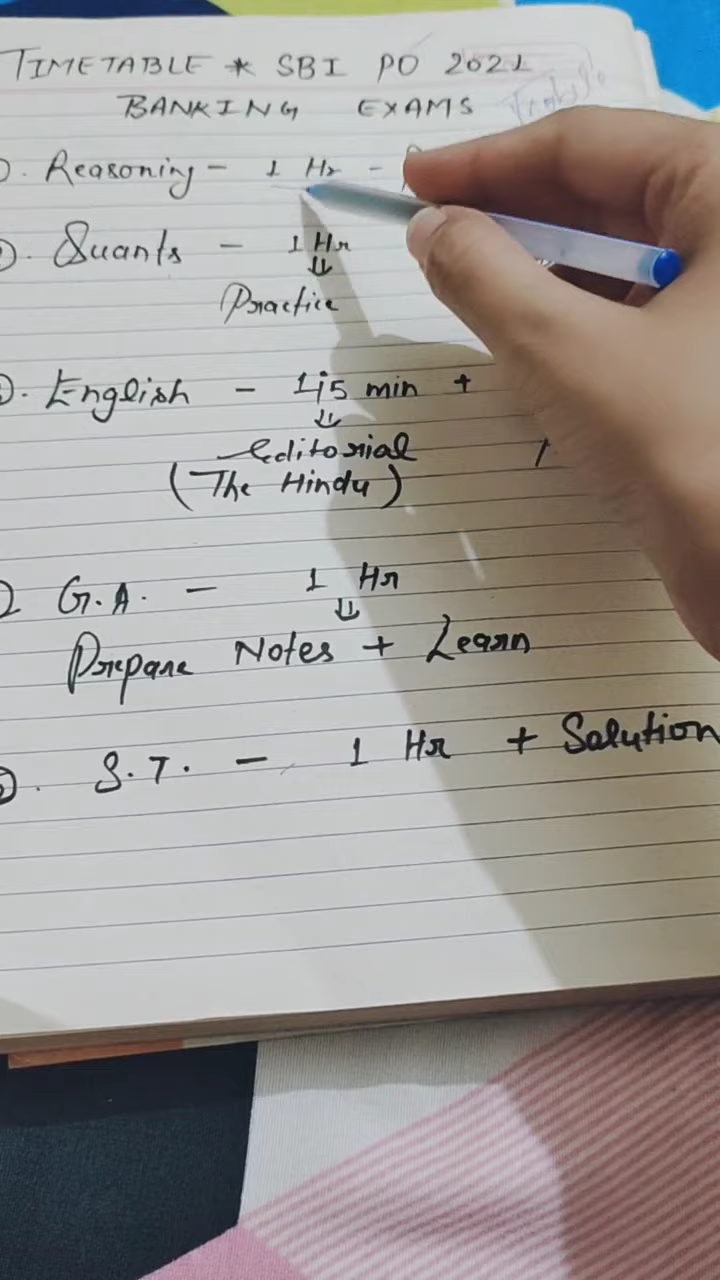 TIMETABLE * SBI PO 2021
BANKING EXAMS
Reasoning - 1 Hr -
Quants - 1 Hr
⇓
Practice
English - 15 min +
⇓
Editorial
(The Hindu)
G.A. - 1 Hr
⇓
Prepare Notes + Learn
S.T. - 1 Hr + Solution